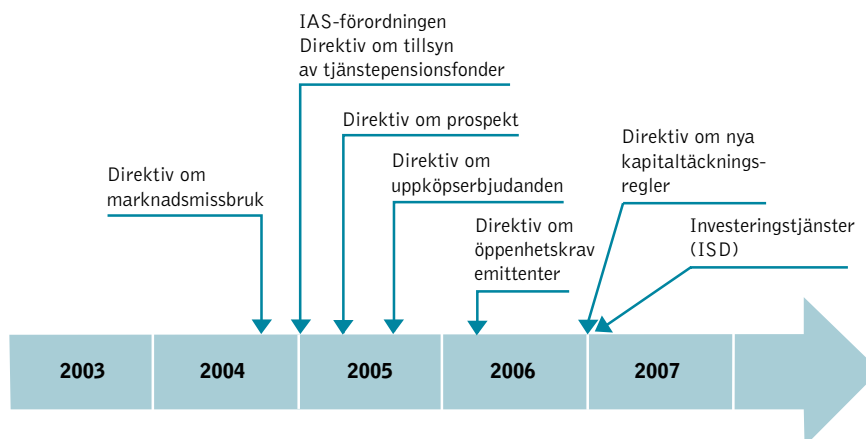 IAS-förordningen
Direktiv om tillsyn
av tjänstepensionsfonder
Direktiv om prospekt
Direktiv om
uppköpserbjudanden
Direktiv om
marknadsmissbruk
Direktiv om
öppenhetskrav
emittenter
Direktiv om nya
kapitaltäcknings-
regler
Investeringstjänster
(ISD)
2003
2004
2005
2006
2007